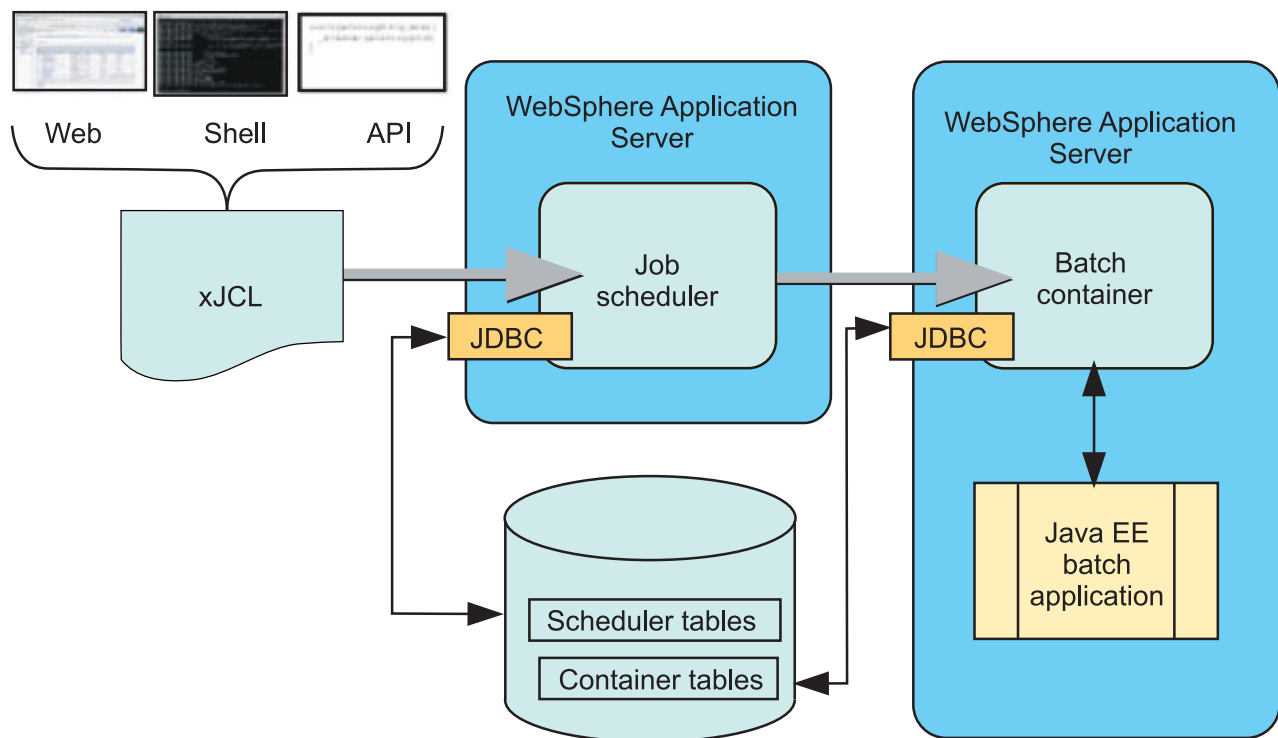 Web
Shell
API
xJCL
WebSphere Application
Server
Job
scheduler
JDBC
WebSphere Application
Server
Batch
container
JDBC
Java EE
batch
application
Scheduler tables
Container tables